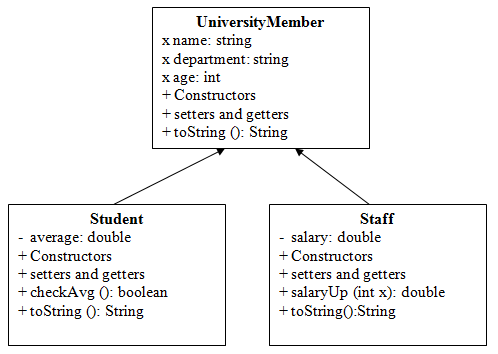 UniversityMember
x name: string
x department: string
x age: int
+ Constructors
+ setters and getters
+ toString (): String
Student
- average: double
+ Constructors
+ setters and getters
+ checkAvg (): boolean
+ toString (): String
Staff
- salary: double
+ Constructors
+ setters and getters
+ salaryUp (int x): double
+ toString():String